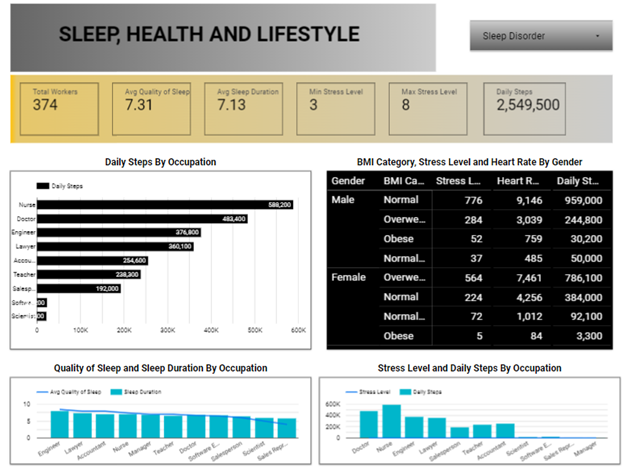 SLEEP, HEALTH AND LIFESTYLE
Sleep Disorder
Total Workers
374
Avg Quality of Sleep
7.31
Avg Sleep Duration
7.13
Min Stress Level
3
Max Stress Level
8
Daily Steps
2,549,500
Daily Steps By Occupation
Daily Steps
Nurse 588,200
Doctor 483,400
Engineer 376,800
Lawyer 360,100
Accou... 254,600
Teacher 238,300
Salesp... 192,000
Softw...
Scientist
0 100K 200K 300K 400K 500K 600K
BMI Category, Stress Level and Heart Rate By Gender
Gender BMI Ca... Stress L... Heart R... Daily St...
Male Normal 776 9,146 959,000
Overwe... 284 3,039 244,800
Obese 52 759 30,200
Normal... 37 485 50,000
Female Overwe... 564 7,461 786,100
Normal 224 4,256 384,000
Normal... 72 1,012 92,100
Obese 5 84 3,300
Quality of Sleep and Sleep Duration By Occupation
Avg Quality of Sleep Sleep Duration
10
5
0
Engineer Lawyer Accountant Nurse Manager Teacher Doctor Software E... Salesperson Scientist Sales Repr...
Stress Level and Daily Steps By Occupation
Stress Level Daily Steps
600K
400K
200K
0
Doctor Nurse Engineer Lawyer Salesperson Teacher Accountant Scientist Software E... Sales Repr... Manager